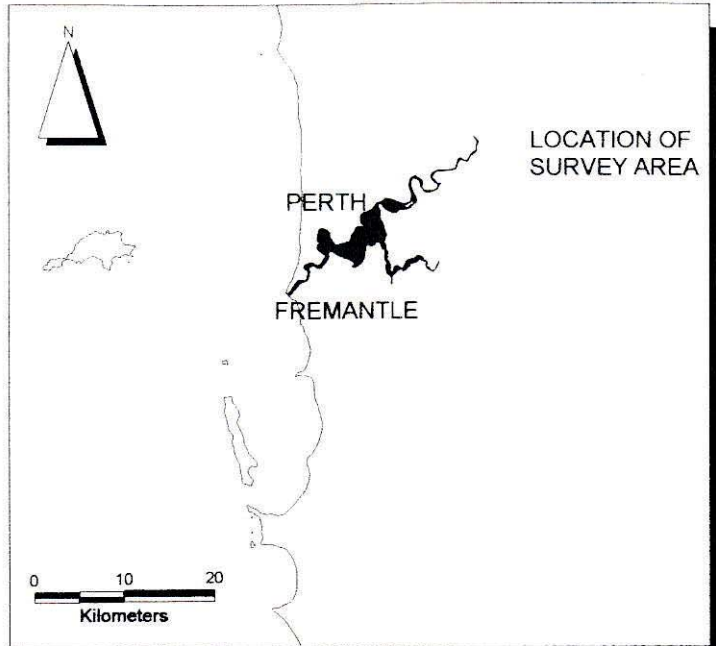 N
LOCATION OF
SURVEY AREA
PERTH
FREMANTLE
0 10 20
Kilometers